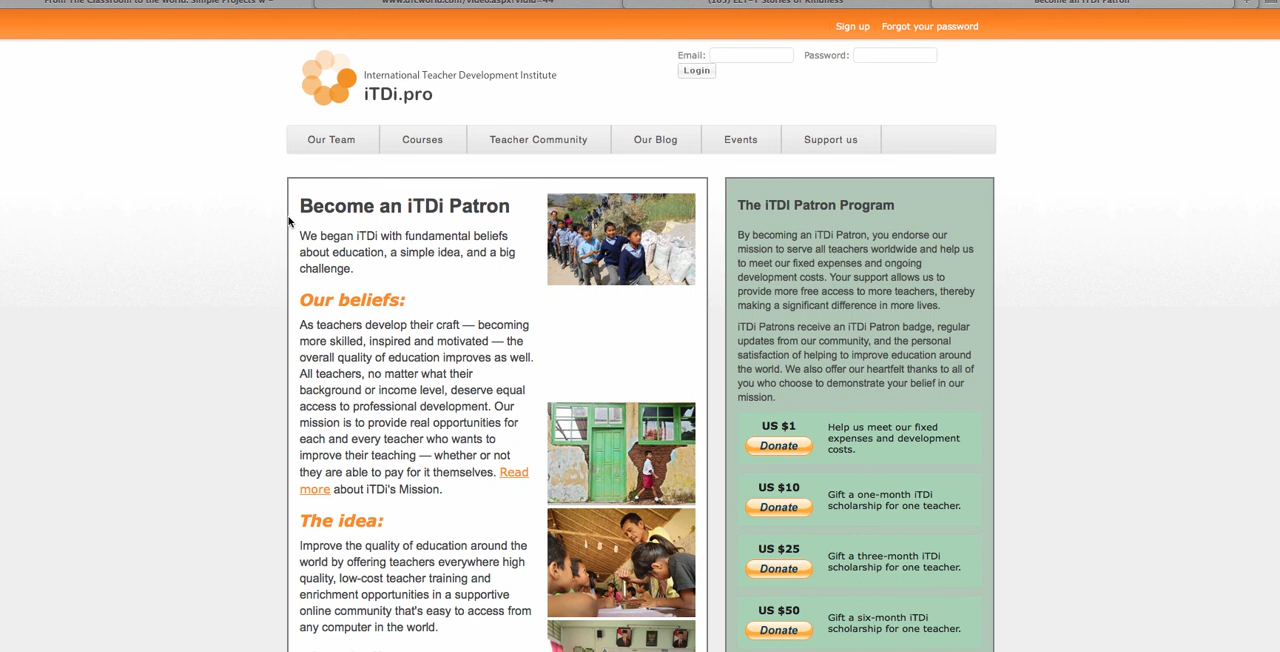 From The Classroom to the World: Simple Projects w –
Become an iTDi Patron
Sign up Forgot your password
Email: Password:
Login
International Teacher Development Institute
iTDi.pro
Our Team Courses Teacher Community Our Blog Events Support us
Become an iTDi Patron
We began iTDi with fundamental beliefs
about education, a simple idea, and a big
challenge.
Our beliefs:
As teachers develop their craft — becoming
more skilled, inspired and motivated — the
overall quality of education improves as well.
All teachers, no matter what their
background or income level, deserve equal
access to professional development. Our
mission is to provide real opportunities for
each and every teacher who wants to
improve their teaching — whether or not
they are able to pay for it themselves. Read
more about iTDi's Mission.
The idea:
Improve the quality of education around the
world by offering teachers everywhere high
quality, low-cost teacher training and
enrichment opportunities in a supportive
online community that's easy to access from
any computer in the world.
The iTDI Patron Program
By becoming an iTDi Patron, you endorse our
mission to serve all teachers worldwide and help us
to meet our fixed expenses and ongoing
development costs. Your support allows us to
provide more free access to more teachers, thereby
making a significant difference in more lives.
iTDi Patrons receive an iTDi Patron badge, regular
updates from our community, and the personal
satisfaction of helping to improve education around
the world. We also offer our heartfelt thanks to all of
you who choose to demonstrate your belief in our
mission.
US $1
Donate
Help us meet our fixed
expenses and development
costs.
US $10
Donate
Gift a one-month iTDi
scholarship for one teacher.
US $25
Donate
Gift a three-month iTDi
scholarship for one teacher.
US $50
Donate
Gift a six-month iTDi
scholarship for one teacher.